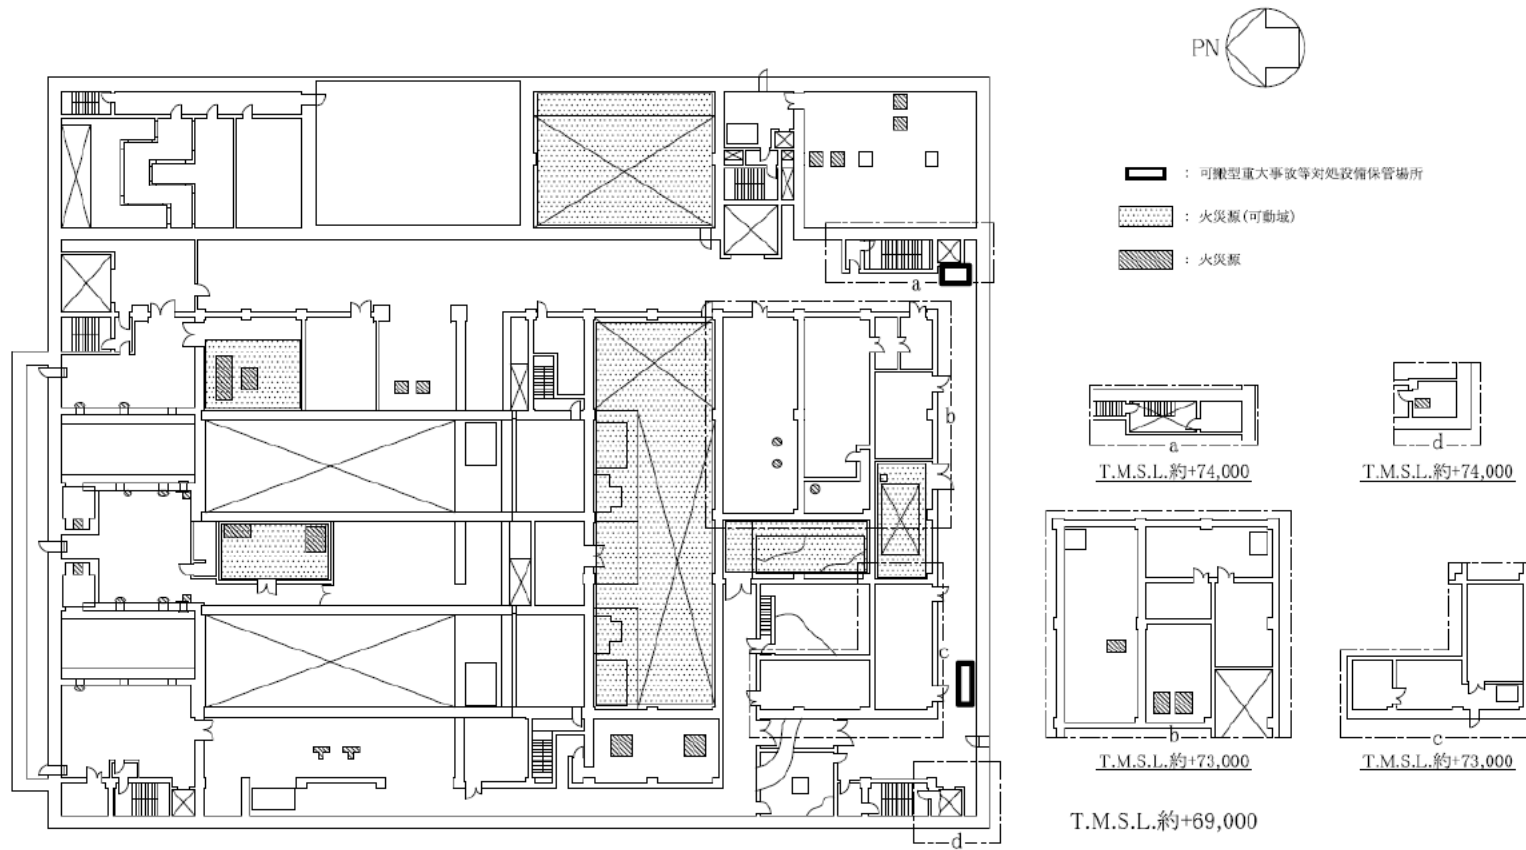 PN
： 可搬型重大事故等対処設備保管場所
： 火災源(可動域)
： 火災源
a
b
c
d
a
T.M.S.L.約+74,000
d
T.M.S.L.約+74,000
b
T.M.S.L.約+73,000
c
T.M.S.L.約+73,000
T.M.S.L.約+69,000